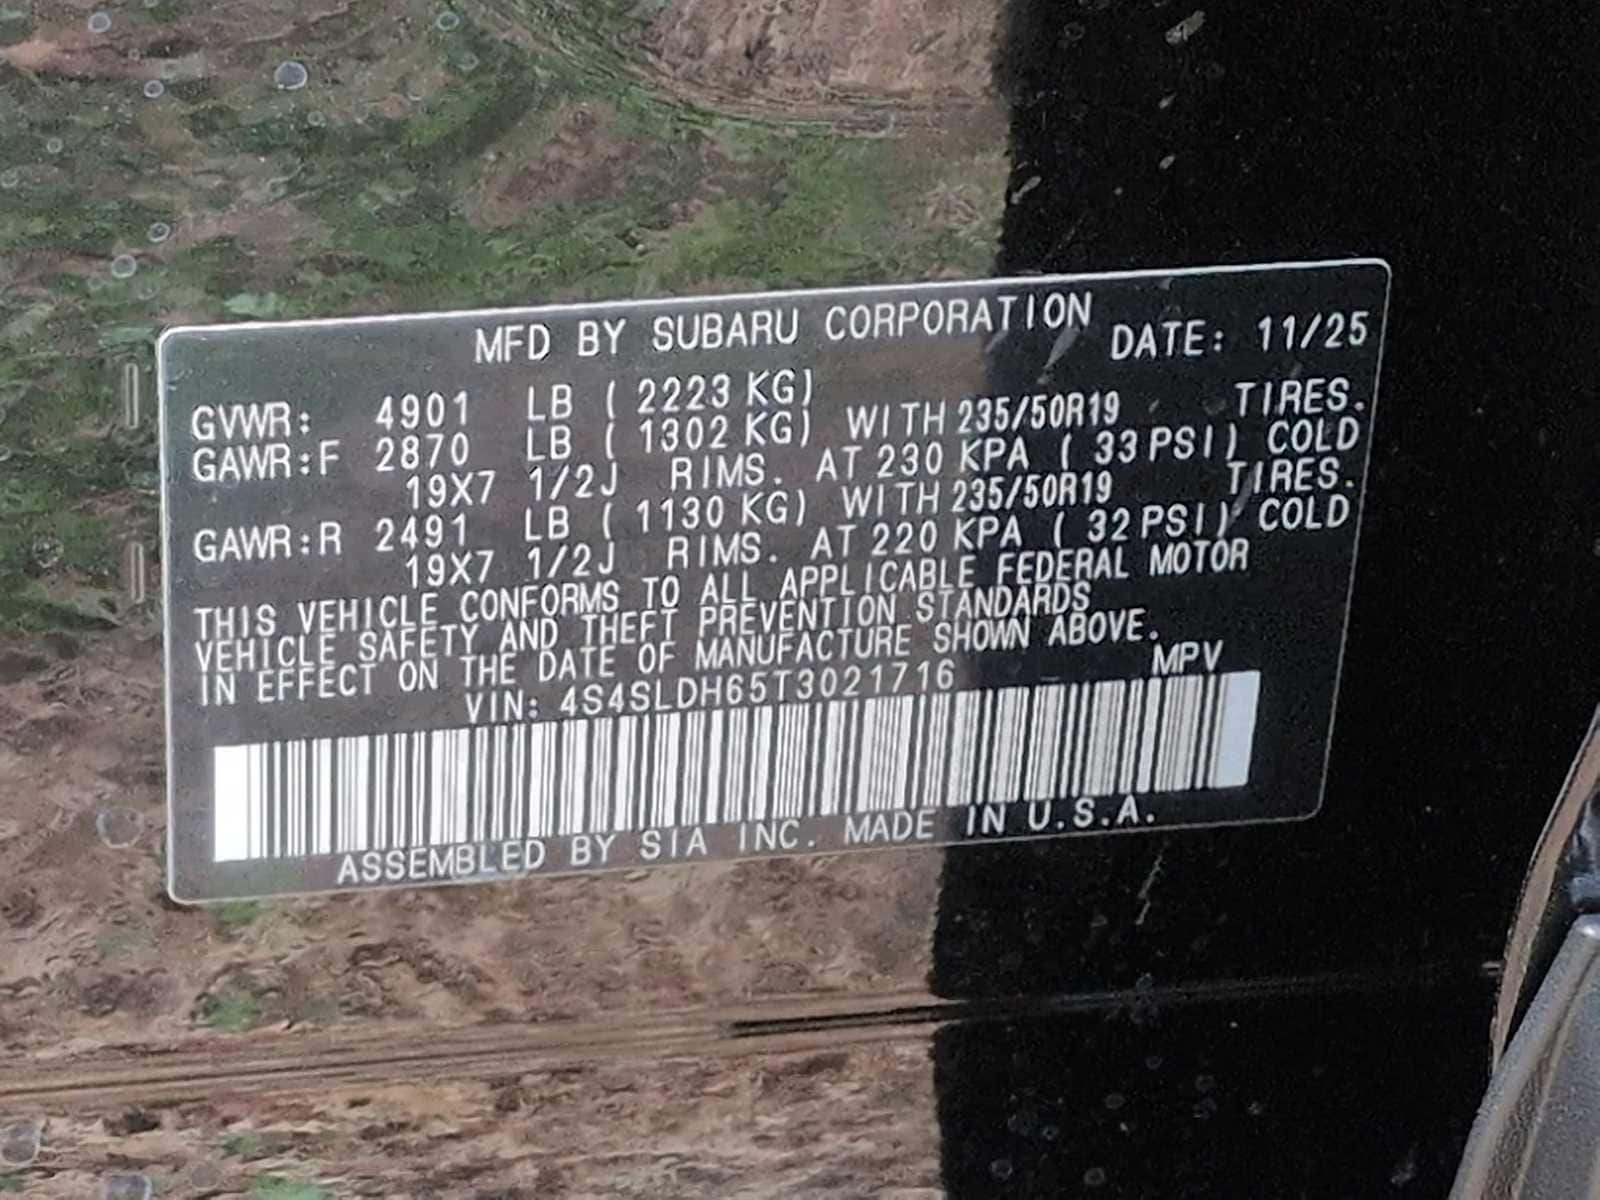 MFD BY SUBARU CORPORATION DATE: 11/25
GVWR: 4901 LB ( 2223 KG)
GAWR:F 2870 LB ( 1302 KG) WITH 235/50R19 TIRES.
19X7 1/2J RIMS. AT 230 KPA ( 33 PSI) COLD
GAWR:R 2491 LB ( 1130 KG) WITH 235/50R19 TIRES.
19X7 1/2J RIMS. AT 220 KPA ( 32 PSI) COLD
THIS VEHICLE CONFORMS TO ALL APPLICABLE FEDERAL MOTOR
VEHICLE SAFETY AND THEFT PREVENTION STANDARDS
IN EFFECT ON THE DATE OF MANUFACTURE SHOWN ABOVE.
VIN: 4S4SLDH65T3021716 MPV
ASSEMBLED BY SIA INC. MADE IN U.S.A.